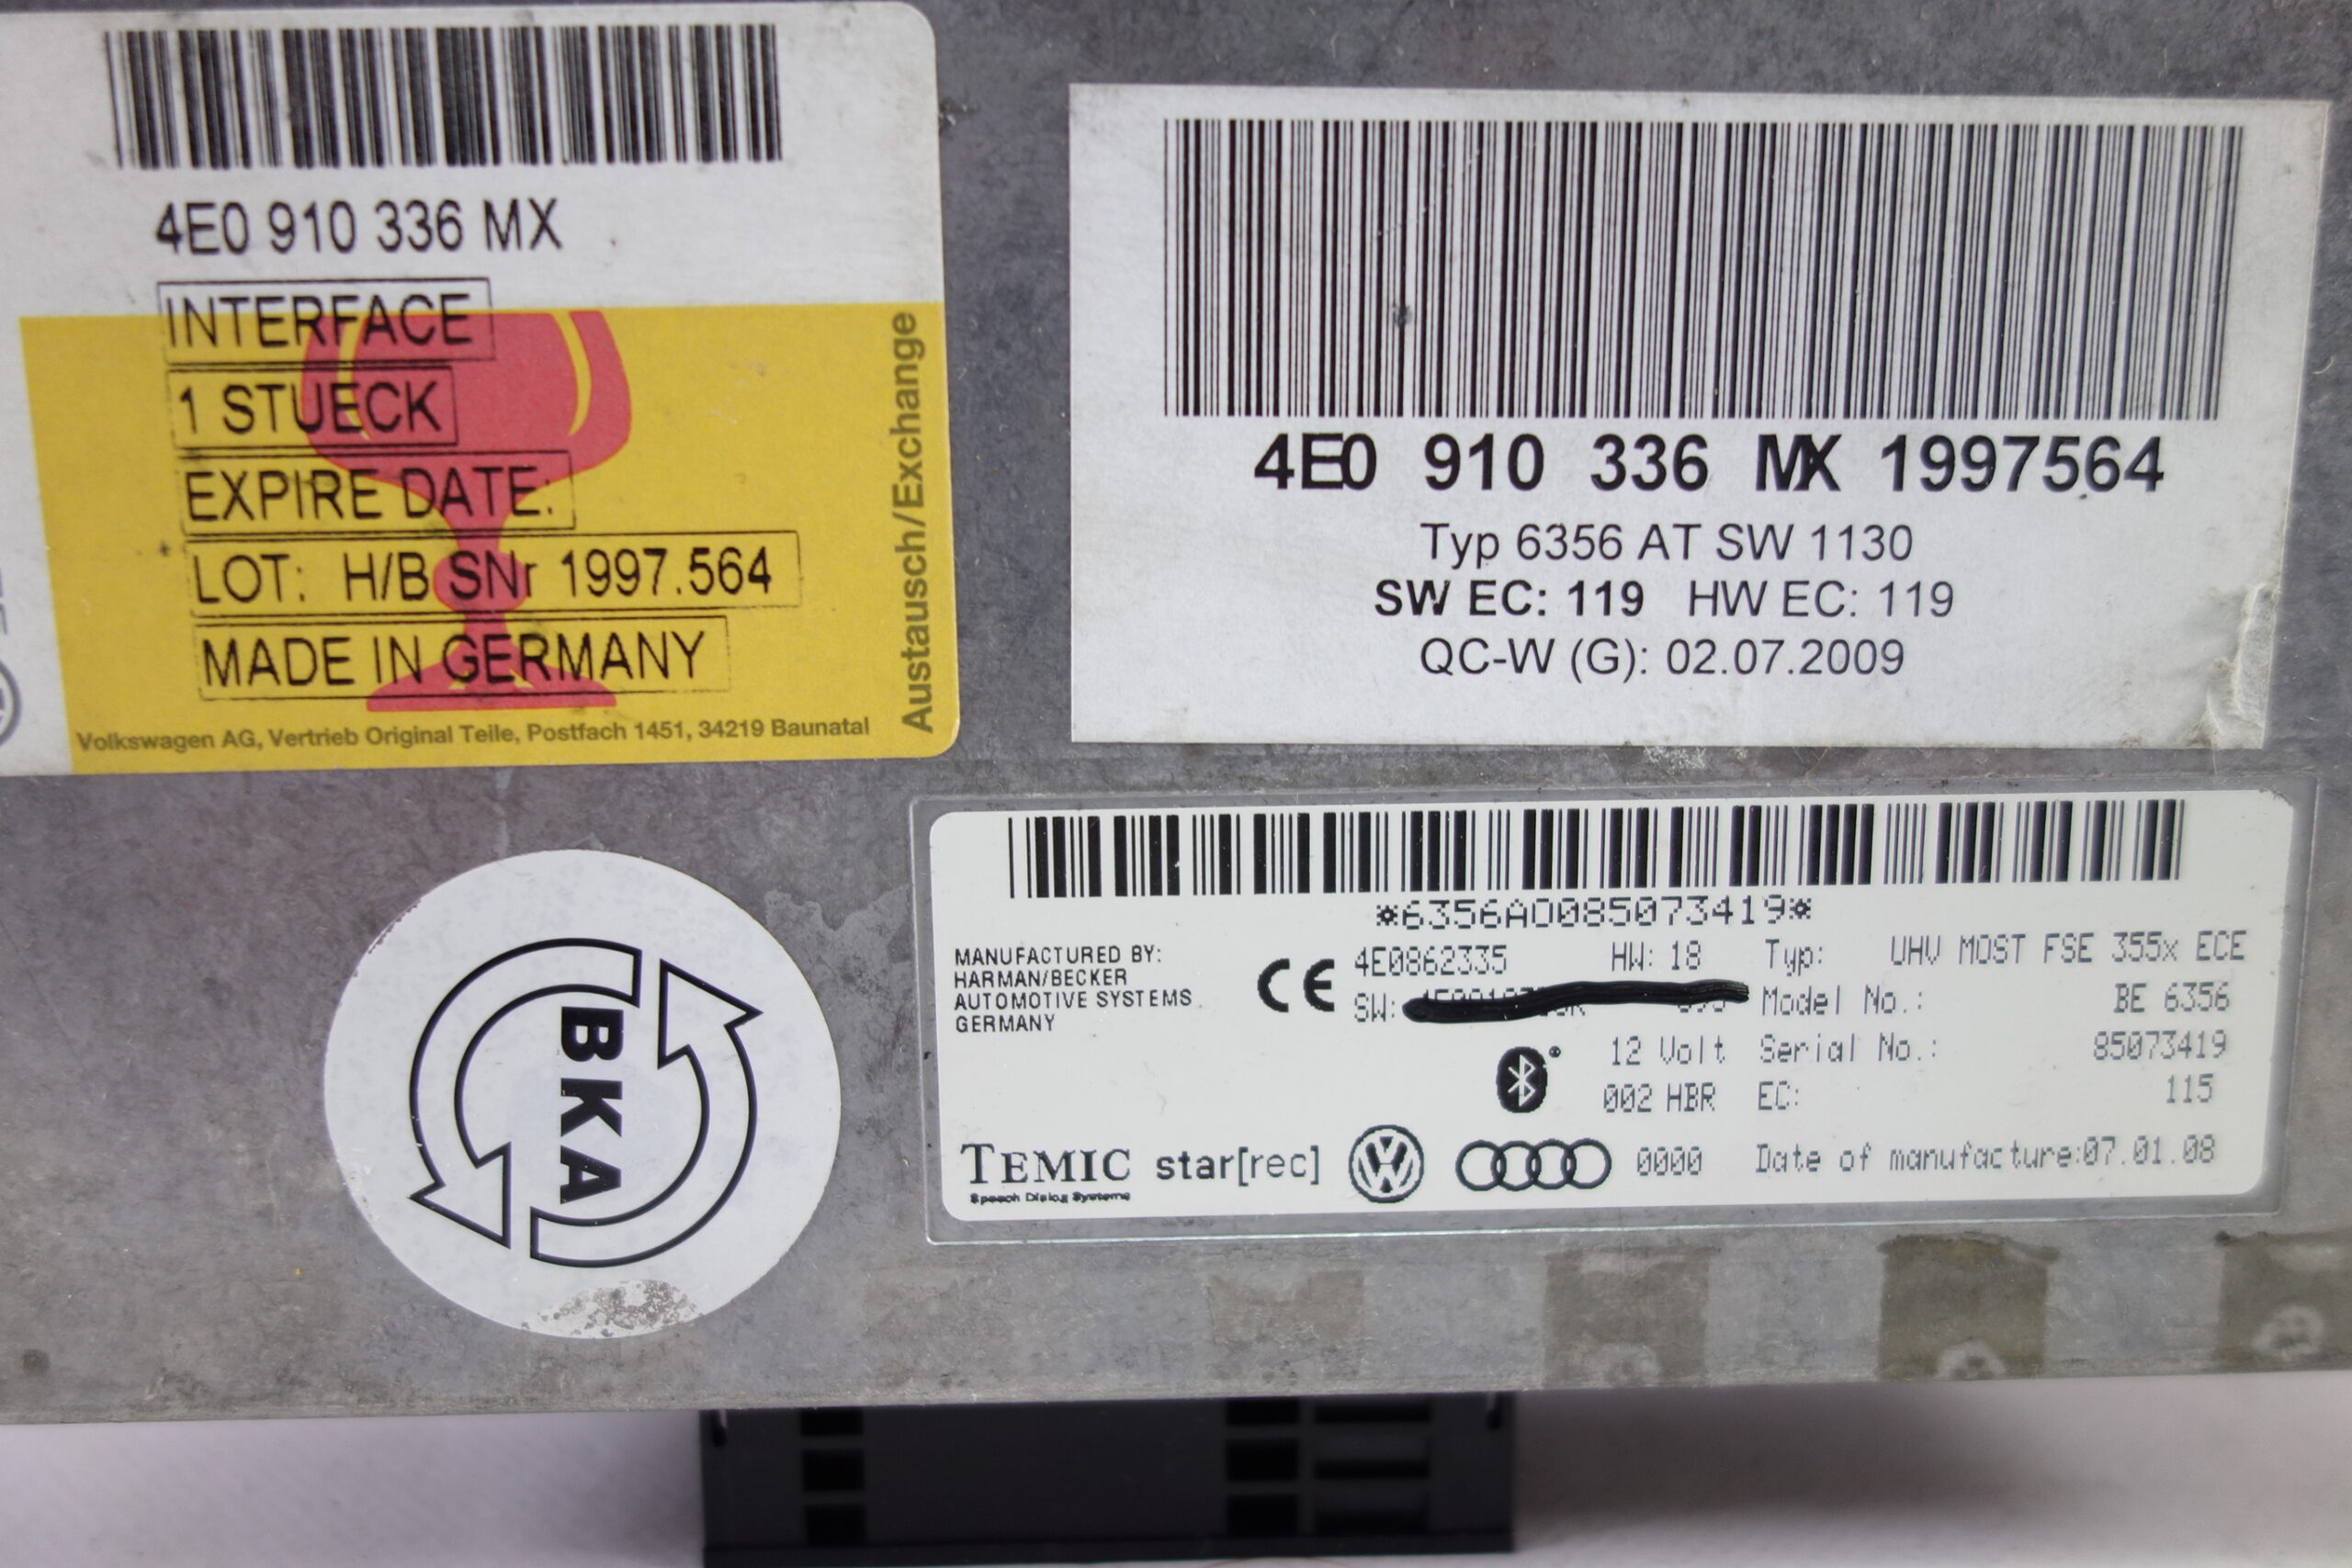 4E0 910 336 MX
INTERFACE
1 STUECK
EXPIRE DATE:
LOT: H/B SNr 1997.564
MADE IN GERMANY
Volkswagen AG, Vertrieb Original Teile, Postfach 1451, 34219 Baunatal
Austausch/Exchange
4E0 910 336 MX 1997564
Typ 6356 AT SW 1130
SW EC: 119 HW EC: 119
QC-W (G): 02.07.2009
BKA
*6356A0085073419*
MANUFACTURED BY:
HARMAN/BECKER
AUTOMOTIVE SYSTEMS
GERMANY
CE
4E0862335 HW: 18
SW:
12 Volt
002 HBR
Typ: UHV MOST FSE 355x ECE
Model No.: BE 6356
Serial No.: 85073419
EC: 115
TEMIC
Speech Dialog Systems
star[rec]
0000
Date of manufacture:07.01.08